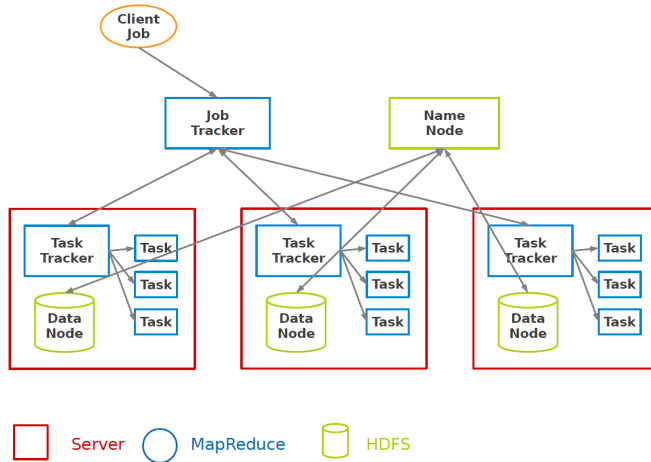 Client
Job
Job
Tracker
Name
Node
Task
Tracker
Task
Task
Task
Data
Node
Task
Tracker
Task
Task
Task
Data
Node
Task
Tracker
Task
Task
Task
Data
Node
Server
MapReduce
HDFS